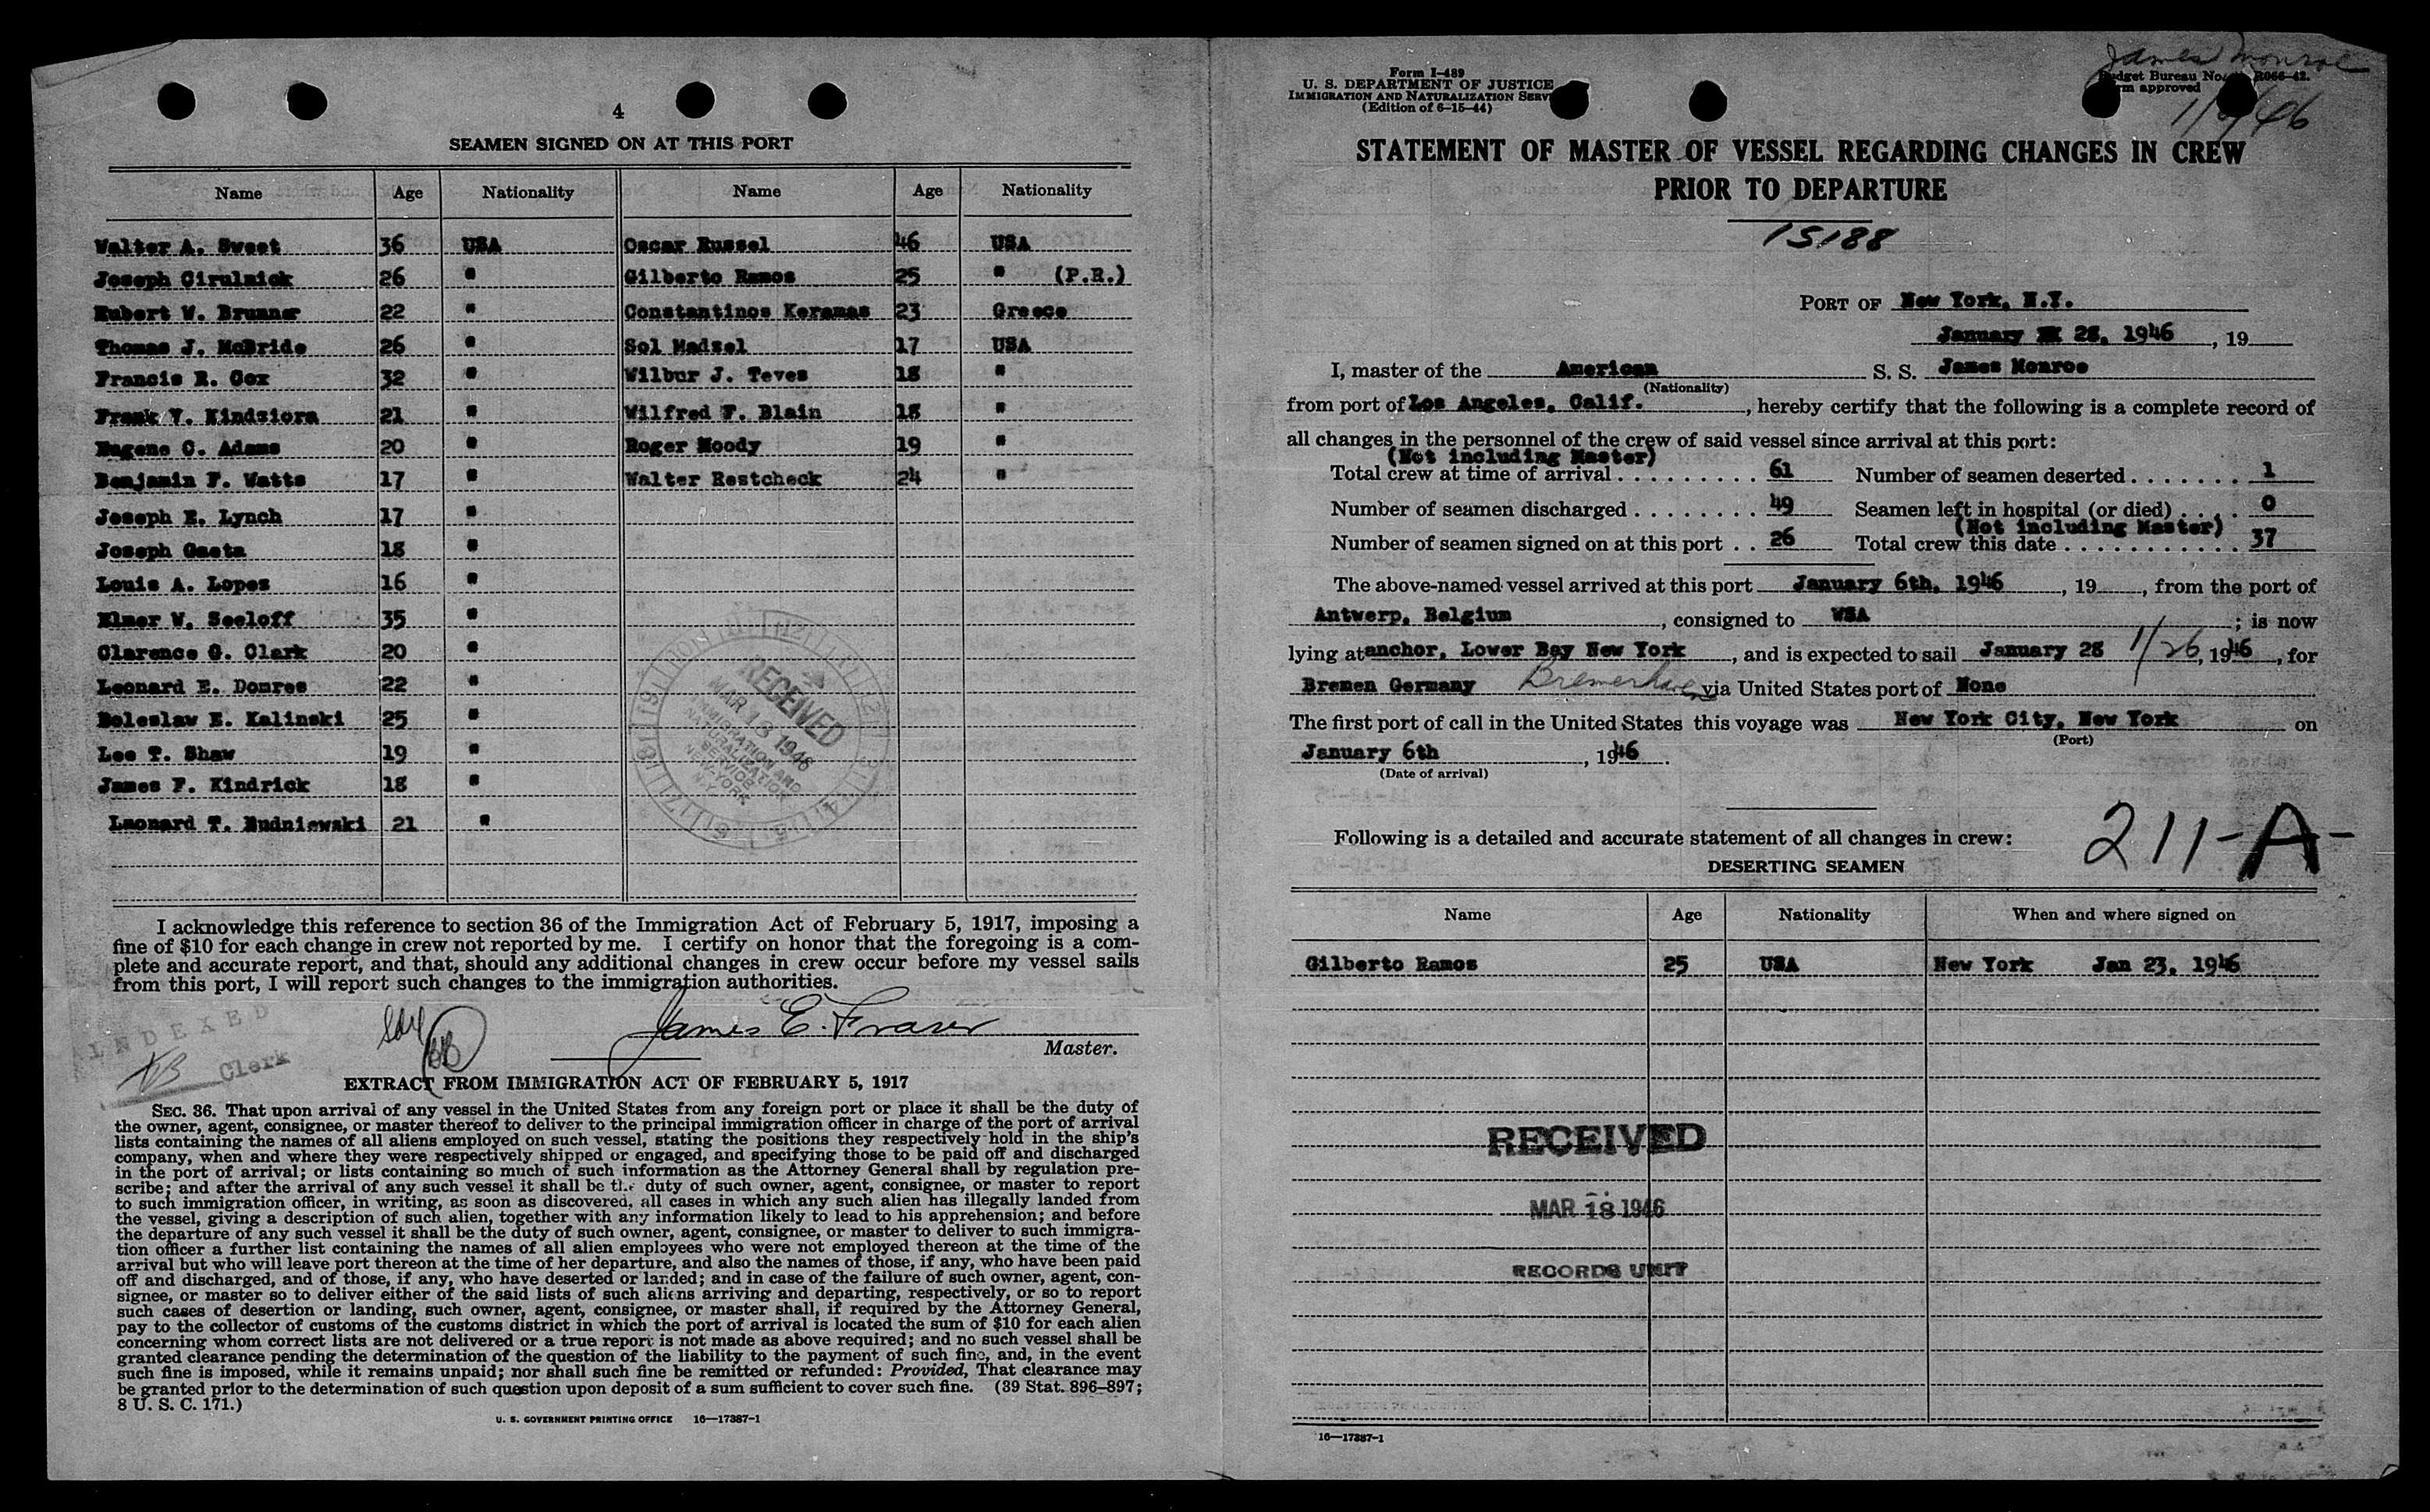 4
SEAMEN SIGNED ON AT THIS PORT
Name Age Nationality Name Age Nationality
Walter A. Sweet 36 USA Oscar Russel 46 USA
Joseph Cirulnick 26 " Gilberto Ramos 25 " (P.R.)
Hubert W. Brunner 22 " Constantinos Keramas 23 Greece
Thomas J. McBride 26 " Sol Madzel 17 USA
Francis R. Cox 32 " Wilbur J. Teves 18 "
Frank V. Kindziora 21 " Wilfred F. Blain 18 "
Eugene C. Adams 20 " Roger Moody 19 "
Benjamin F. Watts 17 " Walter Restcheck 24 "
Joseph E. Lynch 17 "
Joseph Gaeta 18 "
Louis A. Lopes 16 "
Elmer W. Seeloff 35 "
Clarence G. Clark 20 "
Leonard E. Domres 22 "
Boleslaw E. Kalinski 25 "
Lee T. Shaw 19 "
James F. Kindrick 18 "
Leonard T. Budniewski 21 "
RECEIVED
MAR 18 1946
IMMIGRATION AND
NATURALIZATION
SERVICE
NEW-YORK
N.Y.
I acknowledge this reference to section 36 of the Immigration Act of February 5, 1917, imposing a
fine of $10 for each change in crew not reported by me. I certify on honor that the foregoing is a com-
plete and accurate report, and that, should any additional changes in crew occur before my vessel sails
from this port, I will report such changes to the immigration authorities.
James E. Fraser
Master.
INDEXED
Clerk
EXTRACT FROM IMMIGRATION ACT OF FEBRUARY 5, 1917
SEC. 36. That upon arrival of any vessel in the United States from any foreign port or place it shall be the duty of
the owner, agent, consignee, or master thereof to deliver to the principal immigration officer in charge of the port of arrival
lists containing the names of all aliens employed on such vessel, stating the positions they respectively hold in the ship's
company, when and where they were respectively shipped or engaged, and specifying those to be paid off and discharged
in the port of arrival; or lists containing so much of such information as the Attorney General shall by regulation pre-
scribe; and after the arrival of any such vessel it shall be the duty of such owner, agent, consignee, or master to report
to such immigration officer, in writing, as soon as discovered, all cases in which any such alien has illegally landed from
the vessel, giving a description of such alien, together with any information likely to lead to his apprehension; and before
the departure of any such vessel it shall be the duty of such owner, agent, consignee, or master to deliver to such immigra-
tion officer a further list containing the names of all alien employees who were not employed thereon at the time of the
arrival but who will leave port thereon at the time of her departure, and also the names of those, if any, who have been paid
off and discharged, and of those, if any, who have deserted or landed; and in case of the failure of such owner, agent, con-
signee, or master so to deliver either of the said lists of such aliens arriving and departing, respectively, or so to report
such cases of desertion or landing, such owner, agent, consignee, or master shall, if required by the Attorney General,
pay to the collector of customs of the customs district in which the port of arrival is located the sum of $10 for each alien
concerning whom correct lists are not delivered or a true report is not made as above required; and no such vessel shall be
granted clearance pending the determination of the question of the liability to the payment of such fine, and, in the event
such fine is imposed, while it remains unpaid; nor shall such fine be remitted or refunded: Provided, That clearance may
be granted prior to the determination of such question upon deposit of a sum sufficient to cover such fine. (39 Stat. 896–897;
8 U. S. C. 171.)
U. S. GOVERNMENT PRINTING OFFICE 16—17387-1
Form I-489
U. S. DEPARTMENT OF JUSTICE
IMMIGRATION AND NATURALIZATION SERV
(Edition of 6-15-44)
James Monroe
Budget Bureau No. R066-42.
approved
STATEMENT OF MASTER OF VESSEL REGARDING CHANGES IN CREW
PRIOR TO DEPARTURE
15188
PORT OF New York, N.Y.
January 28, 1946, 19
I, master of the American S. S. James Monroe
(Nationality)
from port of Los Angeles, Calif., hereby certify that the following is a complete record of
all changes in the personnel of the crew of said vessel since arrival at this port:
(Not including Master)
Total crew at time of arrival . . . . . . . . . 61 Number of seamen deserted . . . . . . . 1
Number of seamen discharged . . . . . . . . 49 Seamen left in hospital (or died) . . . . 0
(Not including Master)
Number of seamen signed on at this port . . 26 Total crew this date . . . . . . . . . . . 37
The above-named vessel arrived at this port January 6th, 1946, 19, from the port of
Antwerp, Belgium, consigned to WSA; is now
lying at anchor, Lower Bay New York, and is expected to sail January 28 1/26, 1946, for
Bremen Germany Bremerhaven via United States port of None
The first port of call in the United States this voyage was New York City, New York on
(Port)
January 6th, 1946.
(Date of arrival)
Following is a detailed and accurate statement of all changes in crew:
211-A-
DESERTING SEAMEN
Name Age Nationality When and where signed on
Gilberto Ramos 25 USA New York Jan 23, 1946
RECEIVED
MAR 18 1946
RECORDS UNIT
16—17387-1